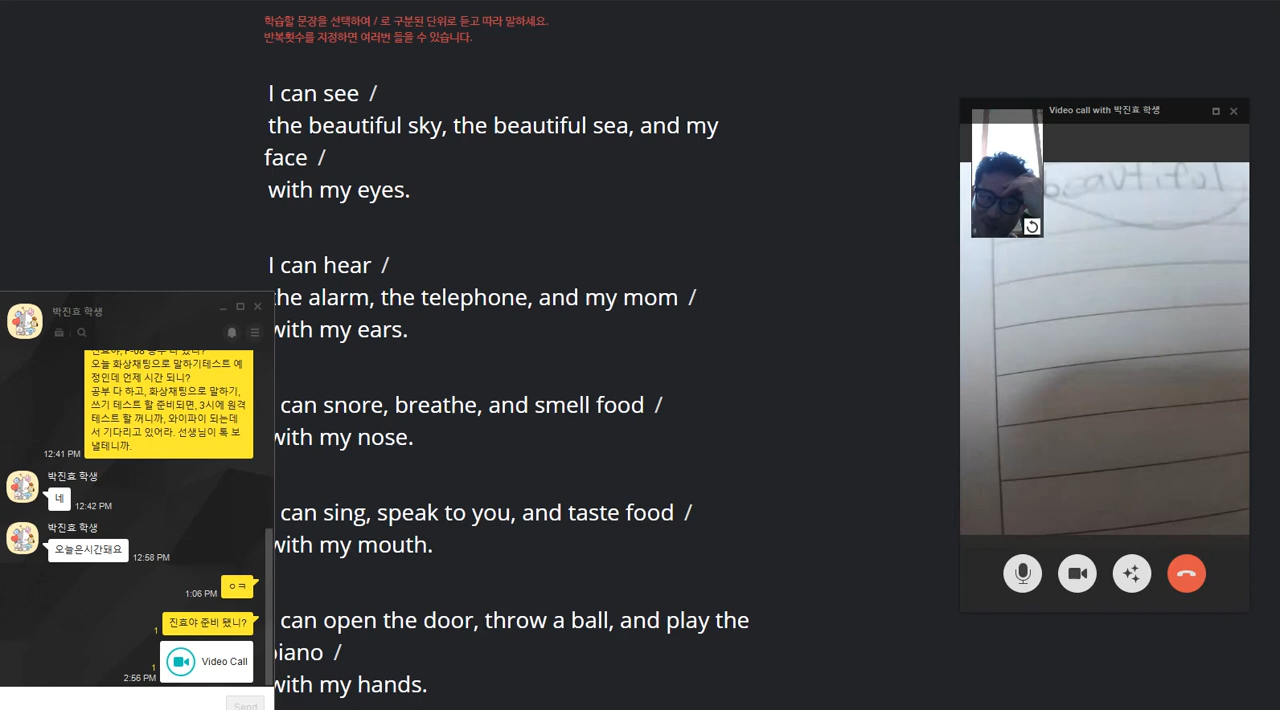 학습할 문장을 선택하여 / 로 구분된 단위로 듣고 따라 말하세요.
반복횟수를 지정하면 여러번 들을 수 있습니다.
I can see /
the beautiful sky, the beautiful sea, and my
face /
with my eyes.
I can hear /
the alarm, the telephone, and my mom /
with my ears.
can snore, breathe, and smell food /
with my nose.
can sing, speak to you, and taste food /
with my mouth.
can open the door, throw a ball, and play the
piano /
with my hands.
박진효 학생
오늘 화상채팅으로 말하기테스트 예
정인데 언제 시간 되니?
공부 다 하고, 화상채팅으로 말하기,
쓰기 테스트 할 준비되면, 3시에 원격
테스트 할 꺼니까, 와이파이 되는데
서 기다리고 있어라. 선생님이 톡 보
낼테니까.
12:41 PM
박진효 학생
네
12:42 PM
박진효 학생
오늘은시간돼요
12:58 PM
ㅇㅋ
1:06 PM
진효야 준비 됐니?
1
Video Call
1
2:56 PM
Send
Video call with 박진효 학생
beautiful